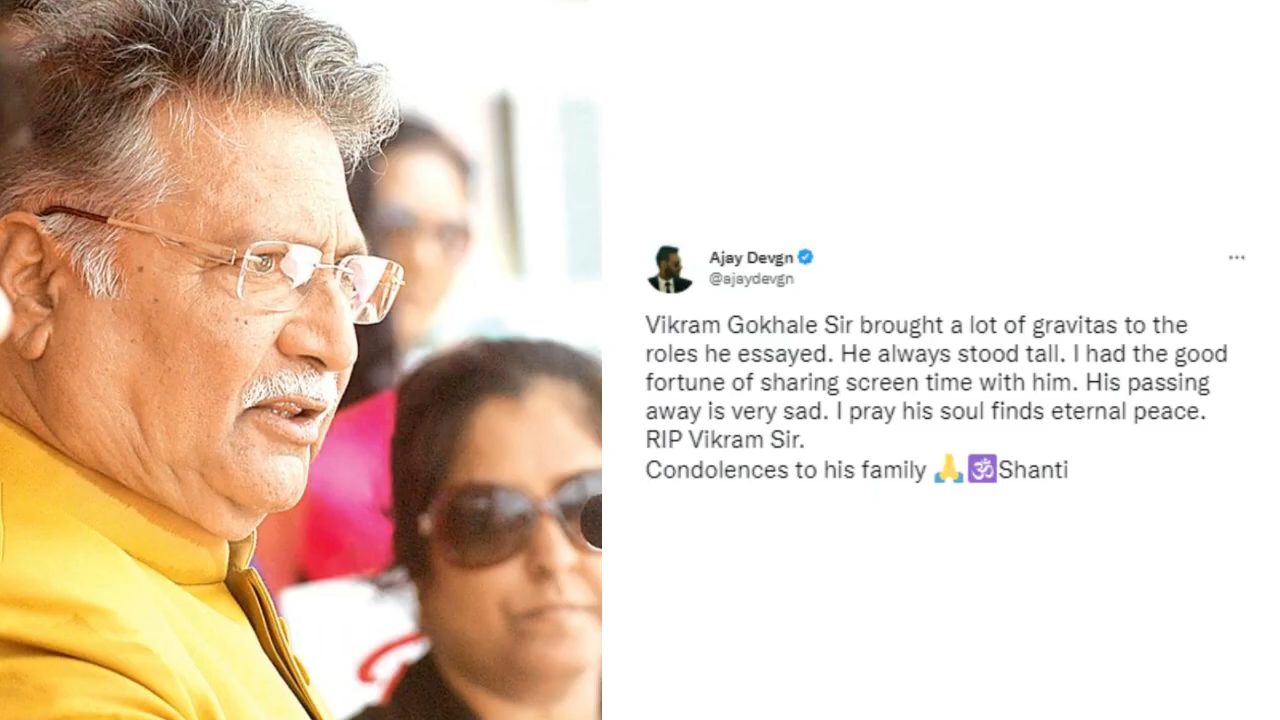 Ajay Devgn
@ajaydevgn
Vikram Gokhale Sir brought a lot of gravitas to the
roles he essayed. He always stood tall. I had the good
fortune of sharing screen time with him. His passing
away is very sad. I pray his soul finds eternal peace.
RIP Vikram Sir.
Condolences to his family 🙏🕉Shanti